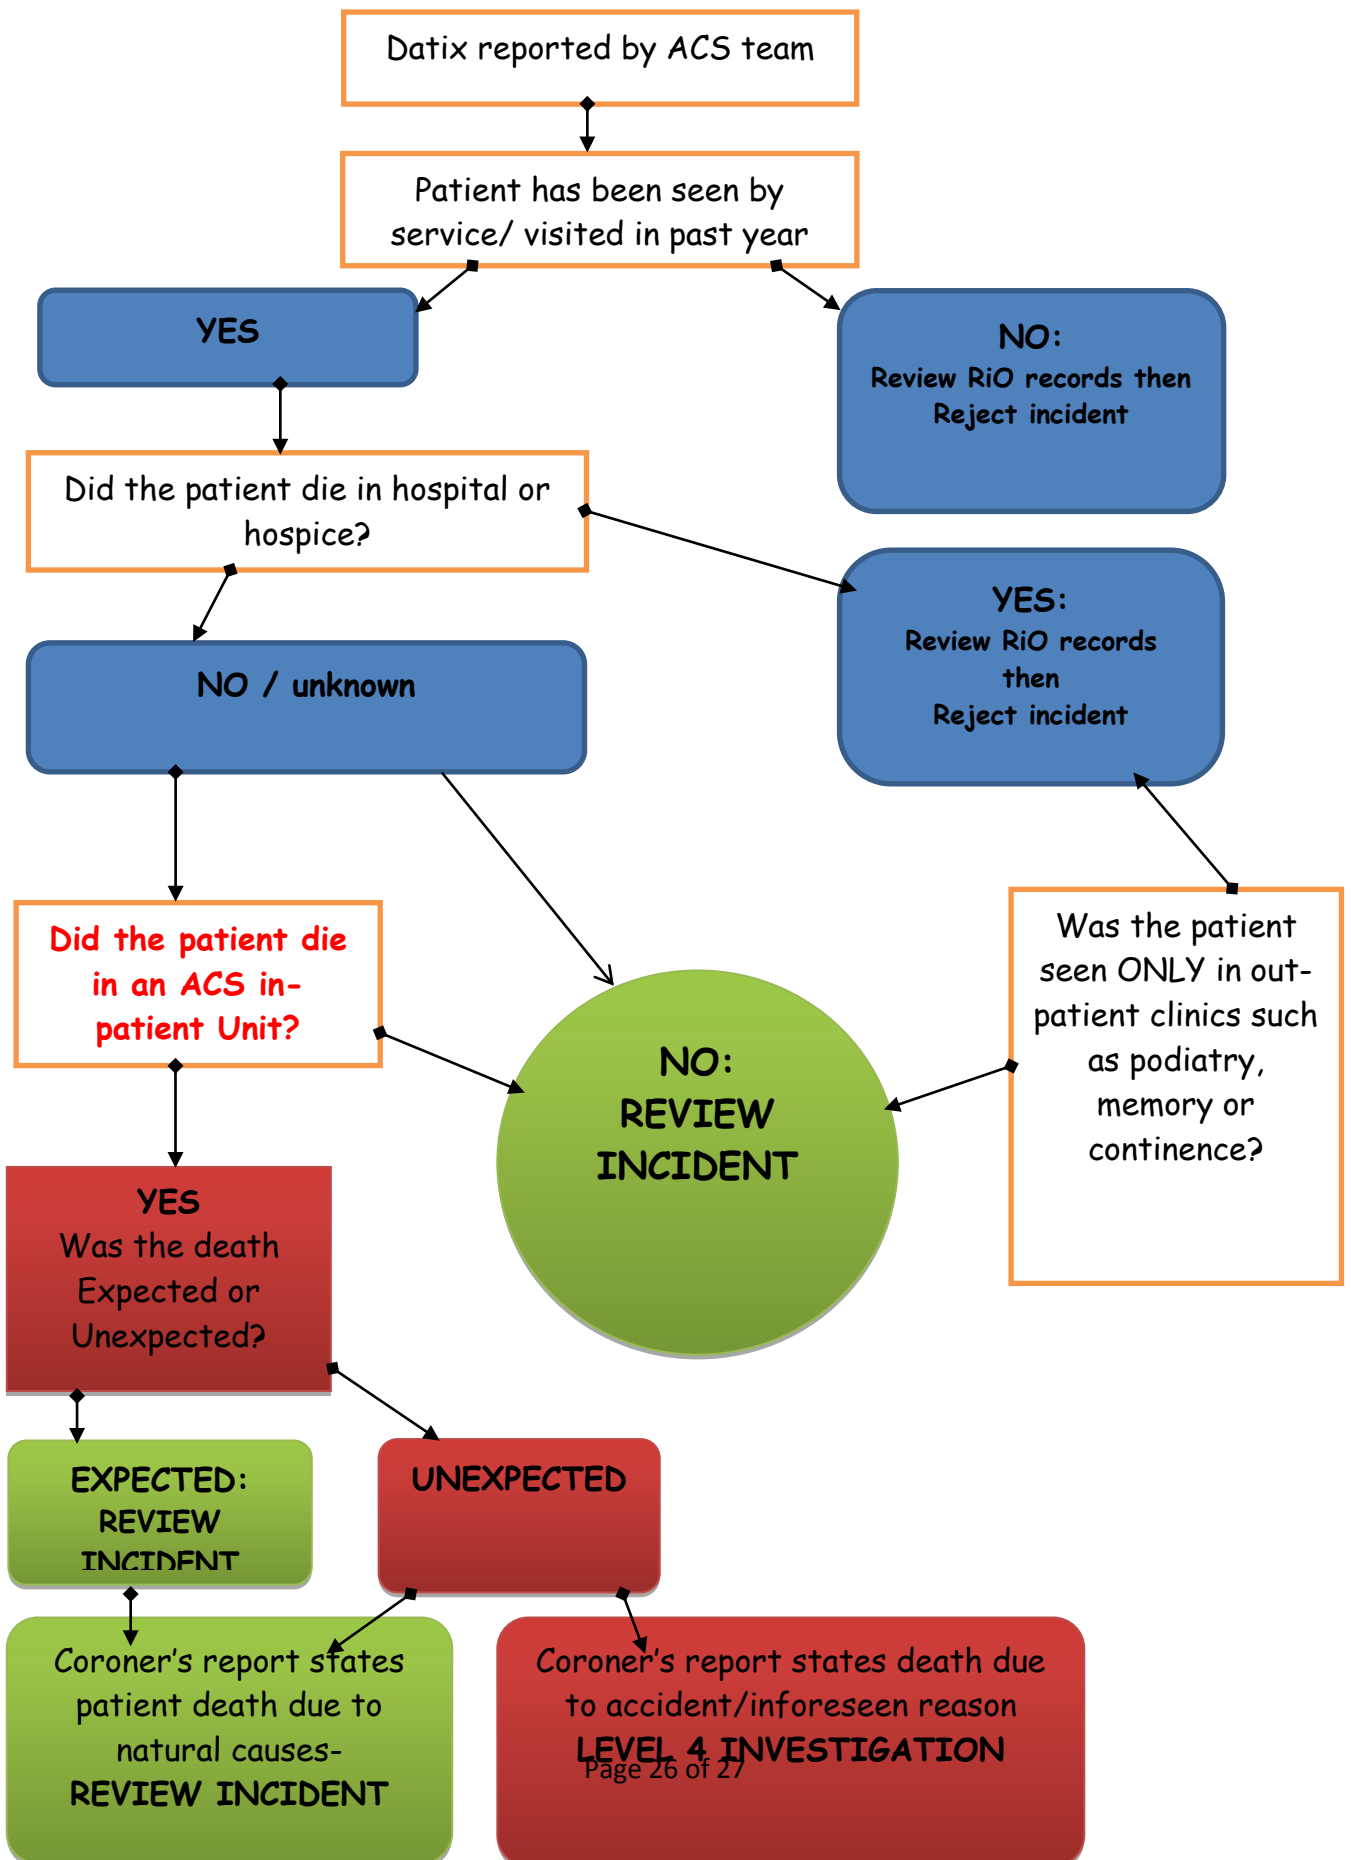 Datix reported by ACS team
Patient has been seen by
service/ visited in past year
YES
NO:
Review RiO records then
Reject incident
Did the patient die in hospital or
hospice?
YES:
Review RiO records
then
Reject incident
NO / unknown
Did the patient die
in an ACS in-
patient Unit?
Was the patient
seen ONLY in out-
patient clinics such
as podiatry,
memory or
continence?
NO:
REVIEW
INCIDENT
YES
Was the death
Expected or
Unexpected?
EXPECTED:
REVIEW
INCIDENT
UNEXPECTED
Coroner's report states
patient death due to
natural causes-
REVIEW INCIDENT
Coroner's report states death due
to accident/inforeseen reason
LEVEL 4 INVESTIGATION
Page 26 of 27